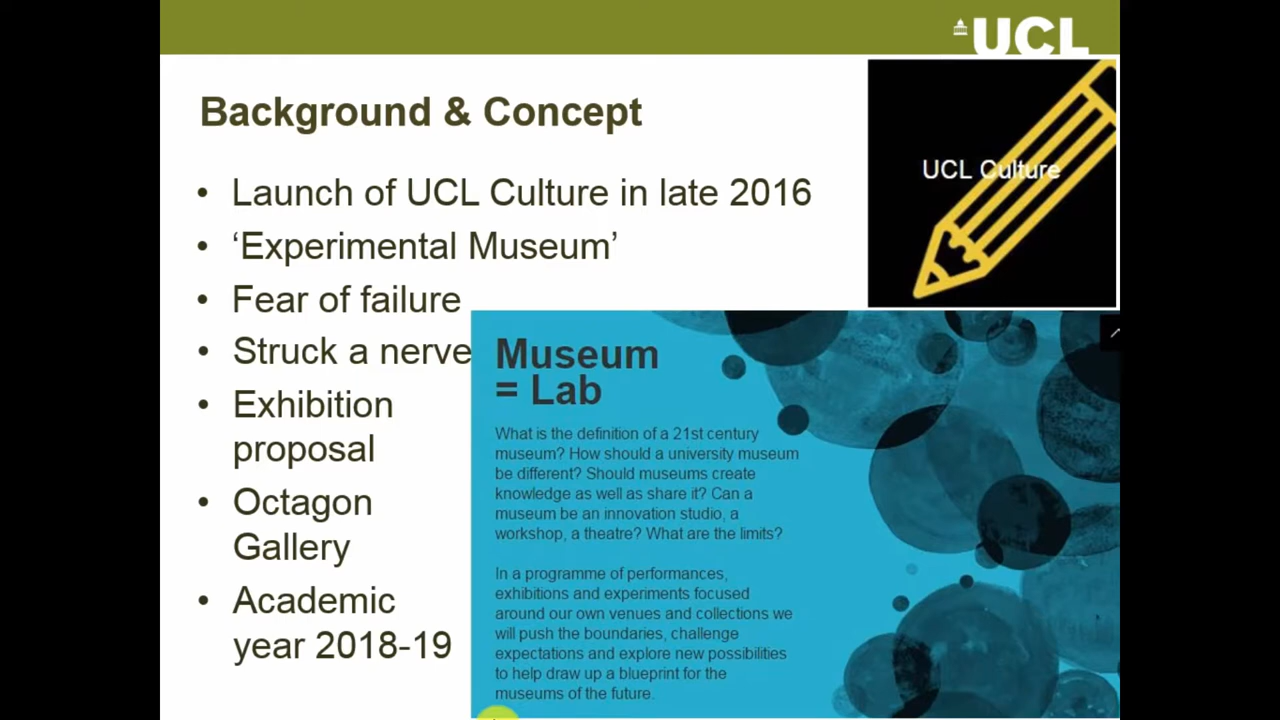 UCL
Background & Concept
UCL Culture
• Launch of UCL Culture in late 2016
• ‘Experimental Museum’
• Fear of failure
• Struck a nerve
• Exhibition
proposal
• Octagon
Gallery
• Academic
year 2018-19
Museum
= Lab
What is the definition of a 21st century
museum? How should a university museum
be different? Should museums create
knowledge as well as share it? Can a
museum be an innovation studio, a
workshop, a theatre? What are the limits?
In a programme of performances,
exhibitions and experiments focused
around our own venues and collections we
will push the boundaries, challenge
expectations and explore new possibilities
to help draw up a blueprint for the
museums of the future.